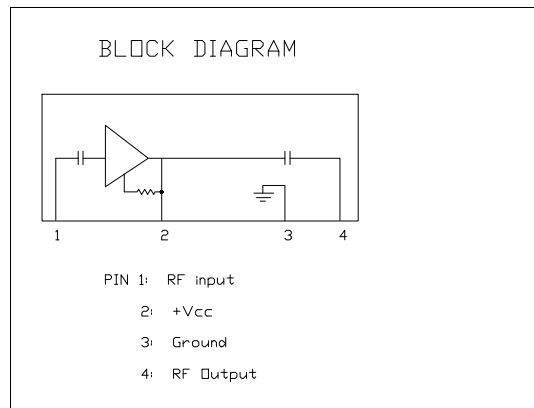 BLOCK DIAGRAM
1 2 3 4
PIN 1: RF input
2: +Vcc
3: Ground
4: RF Output